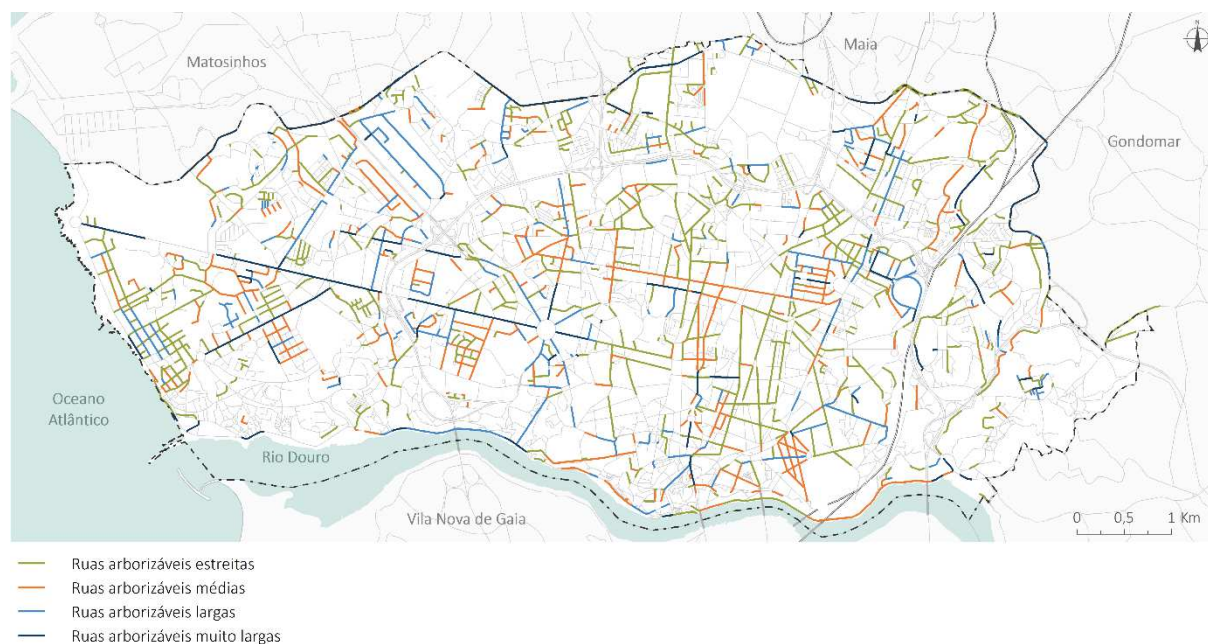 N
Maia
Matosinhos
Gondomar
Oceano
Atlântico
Rio Douro
Vila Nova de Gaia
0 0,5 1 Km
Ruas arborizáveis estreitas
Ruas arborizáveis médias
Ruas arborizáveis largas
Ruas arborizáveis muito largas